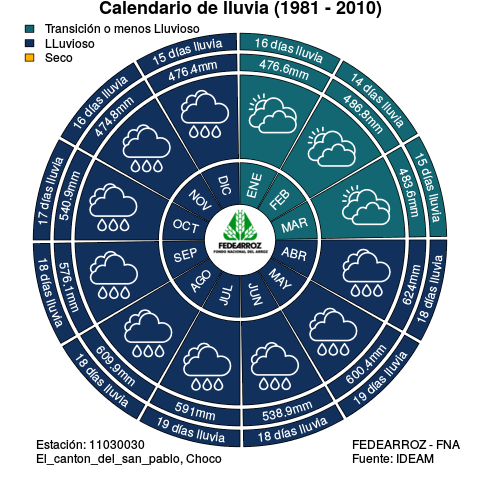 Calendario de lluvia (1981 - 2010)
Transición o menos Lluvioso
LLuvioso
Seco
16 días lluvia
476.6mm
ENE
14 días lluvia
486.8mm
FEB
15 días lluvia
483.6mm
MAR
18 días lluvia
624mm
ABR
19 días lluvia
600.4mm
MAY
18 días lluvia
538.9mm
JUN
19 días lluvia
591mm
JUL
18 días lluvia
609.9mm
AGO
18 días lluvia
576.1mm
SEP
17 días lluvia
540.9mm
OCT
16 días lluvia
474.8mm
NOV
15 días lluvia
476.4mm
DIC
FEDEARROZ
FONDO NACIONAL DEL ARROZ
Estación: 11030030
El_canton_del_san_pablo, Choco
FEDEARROZ - FNA
Fuente: IDEAM